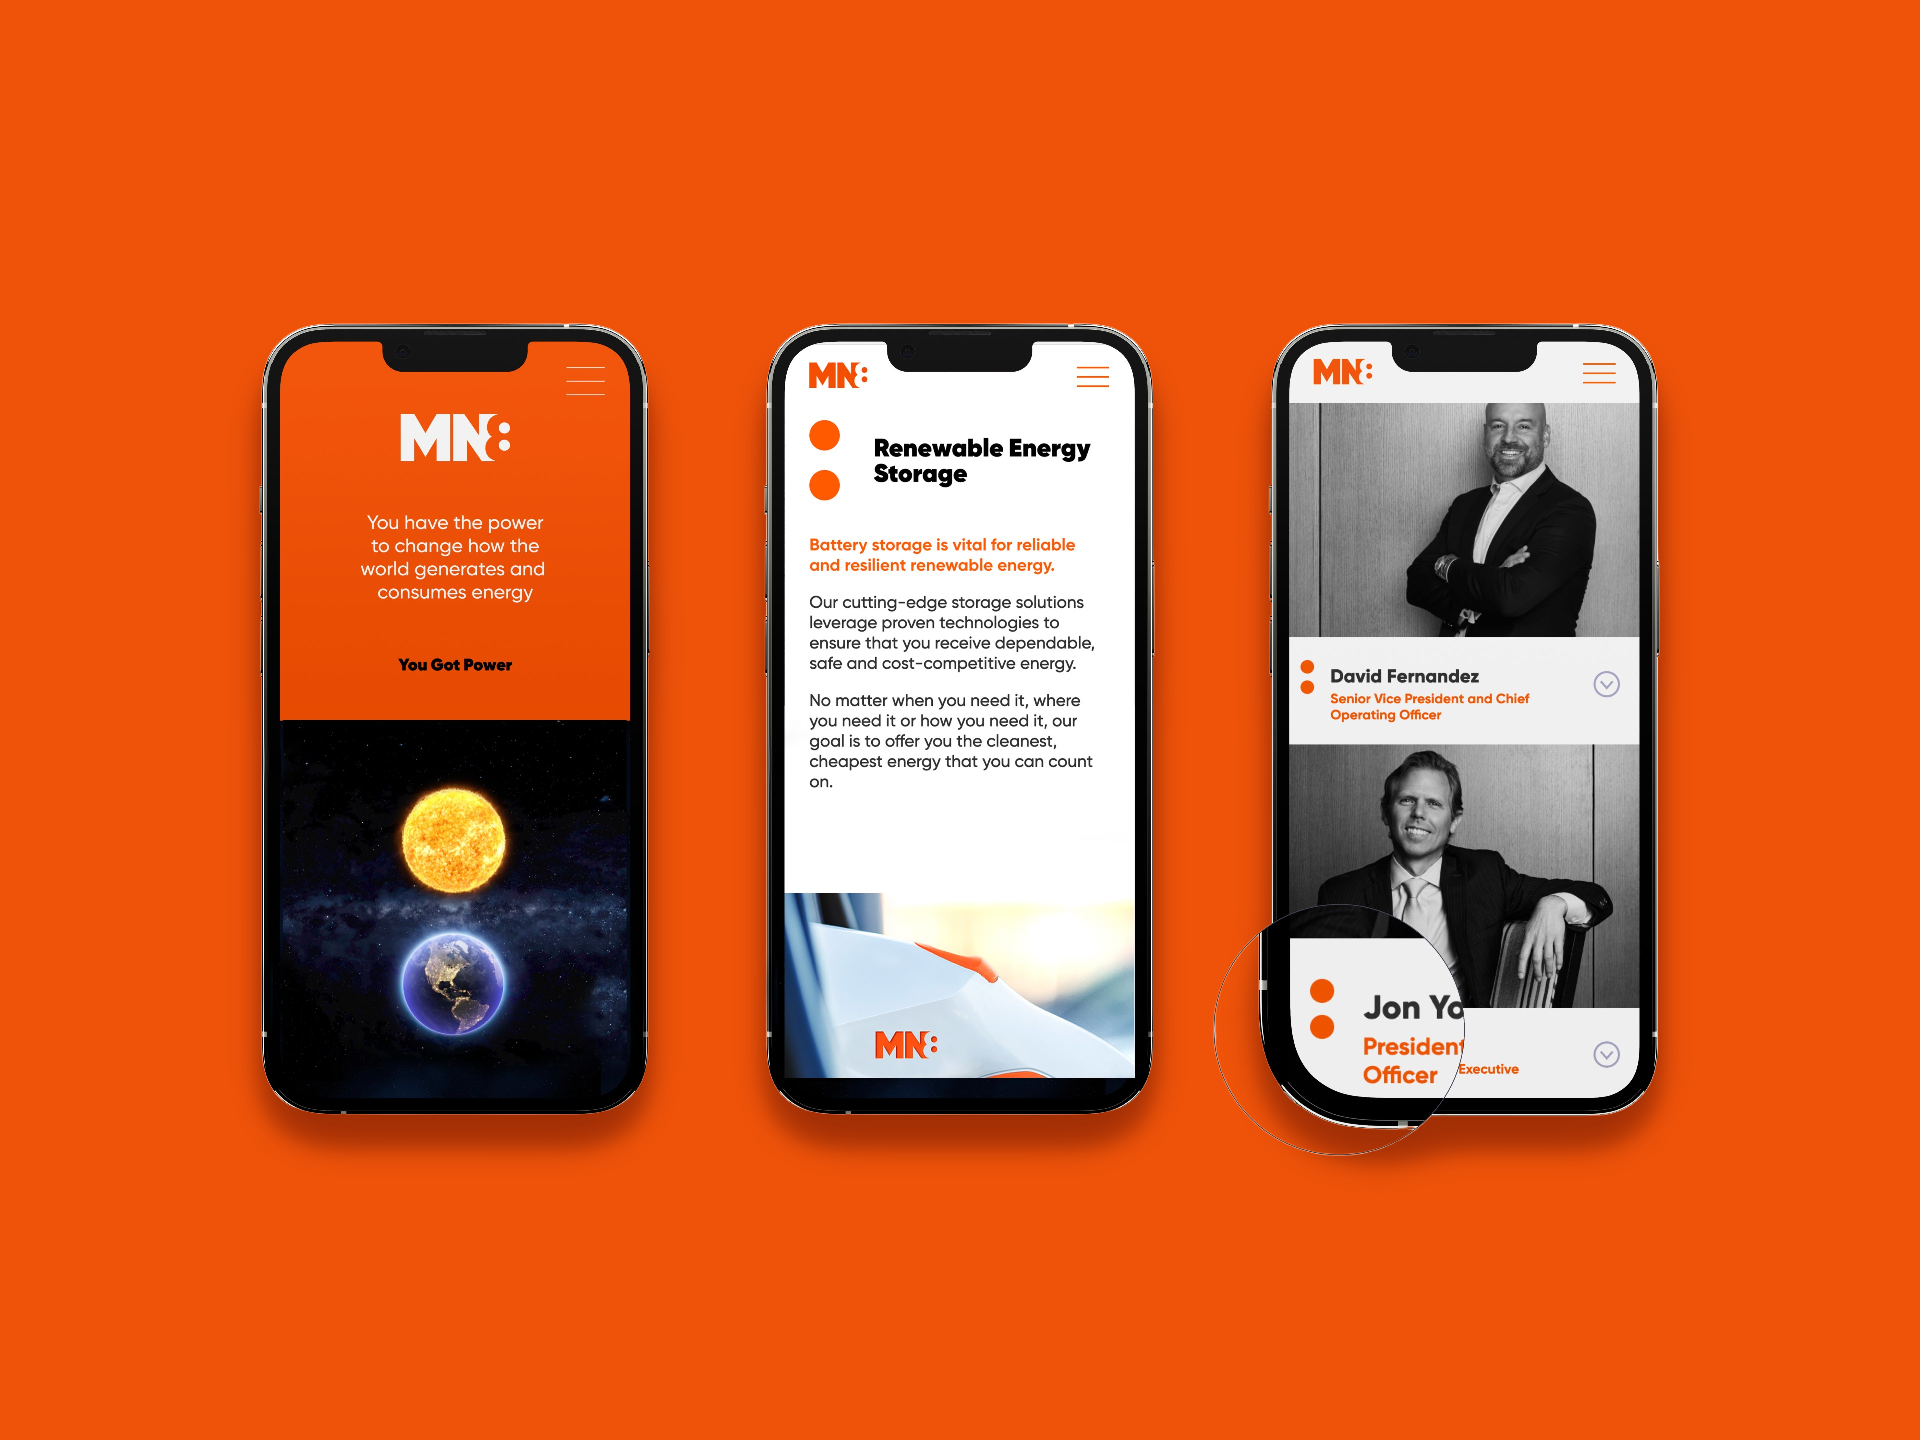 MN8
You have the power
to change how the
world generates and
consumes energy
You Got Power
MN8
Renewable Energy
Storage
Battery storage is vital for reliable
and resilient renewable energy.
Our cutting-edge storage solutions
leverage proven technologies to
ensure that you receive dependable,
safe and cost-competitive energy.
No matter when you need it, where
you need it or how you need it, our
goal is to offer you the cleanest,
cheapest energy that you can count
on.
MN8
MN8
David Fernandez
Senior Vice President and Chief
Operating Officer
Jon Yo
President
Executive
Officer